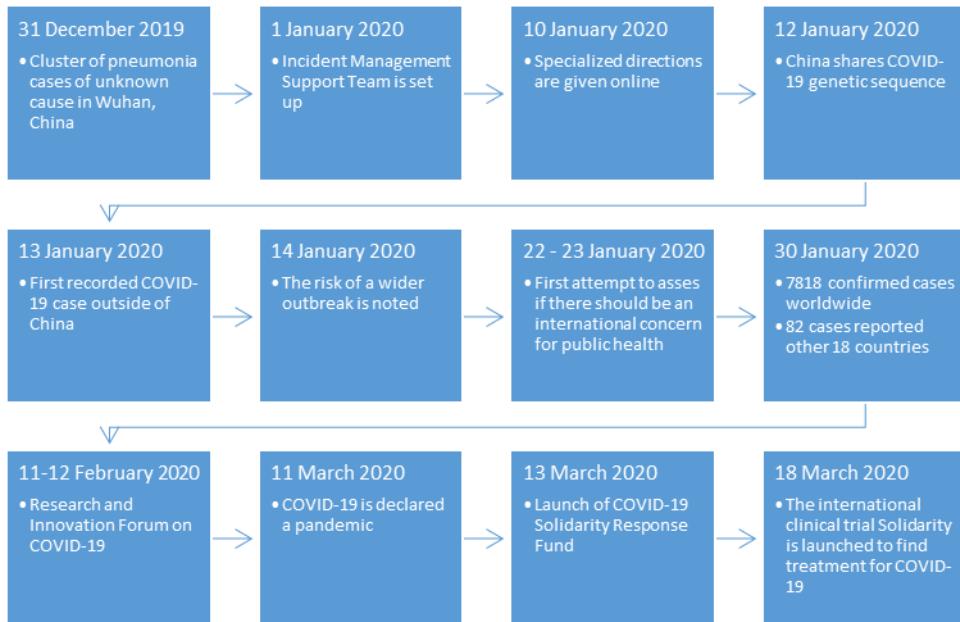 31 December 2019
• Cluster of pneumonia
cases of unknown
cause in Wuhan,
China
1 January 2020
• Incident Management
Support Team is set
up
10 January 2020
• Specialized directions
are given online
12 January 2020
• China shares COVID-
19 genetic sequence
13 January 2020
• First recorded COVID-
19 case outside of
China
14 January 2020
• The risk of a wider
outbreak is noted
22 - 23 January 2020
• First attempt to asses
if there should be an
international concern
for public health
30 January 2020
• 7818 confirmed cases
worldwide
• 82 cases reported
other 18 countries
11-12 February 2020
• Research and
Innovation Forum on
COVID-19
11 March 2020
• COVID-19 is declared
a pandemic
13 March 2020
• Launch of COVID-19
Solidarity Response
Fund
18 March 2020
• The international
clinical trial Solidarity
is launched to find
treatment for COVID-
19